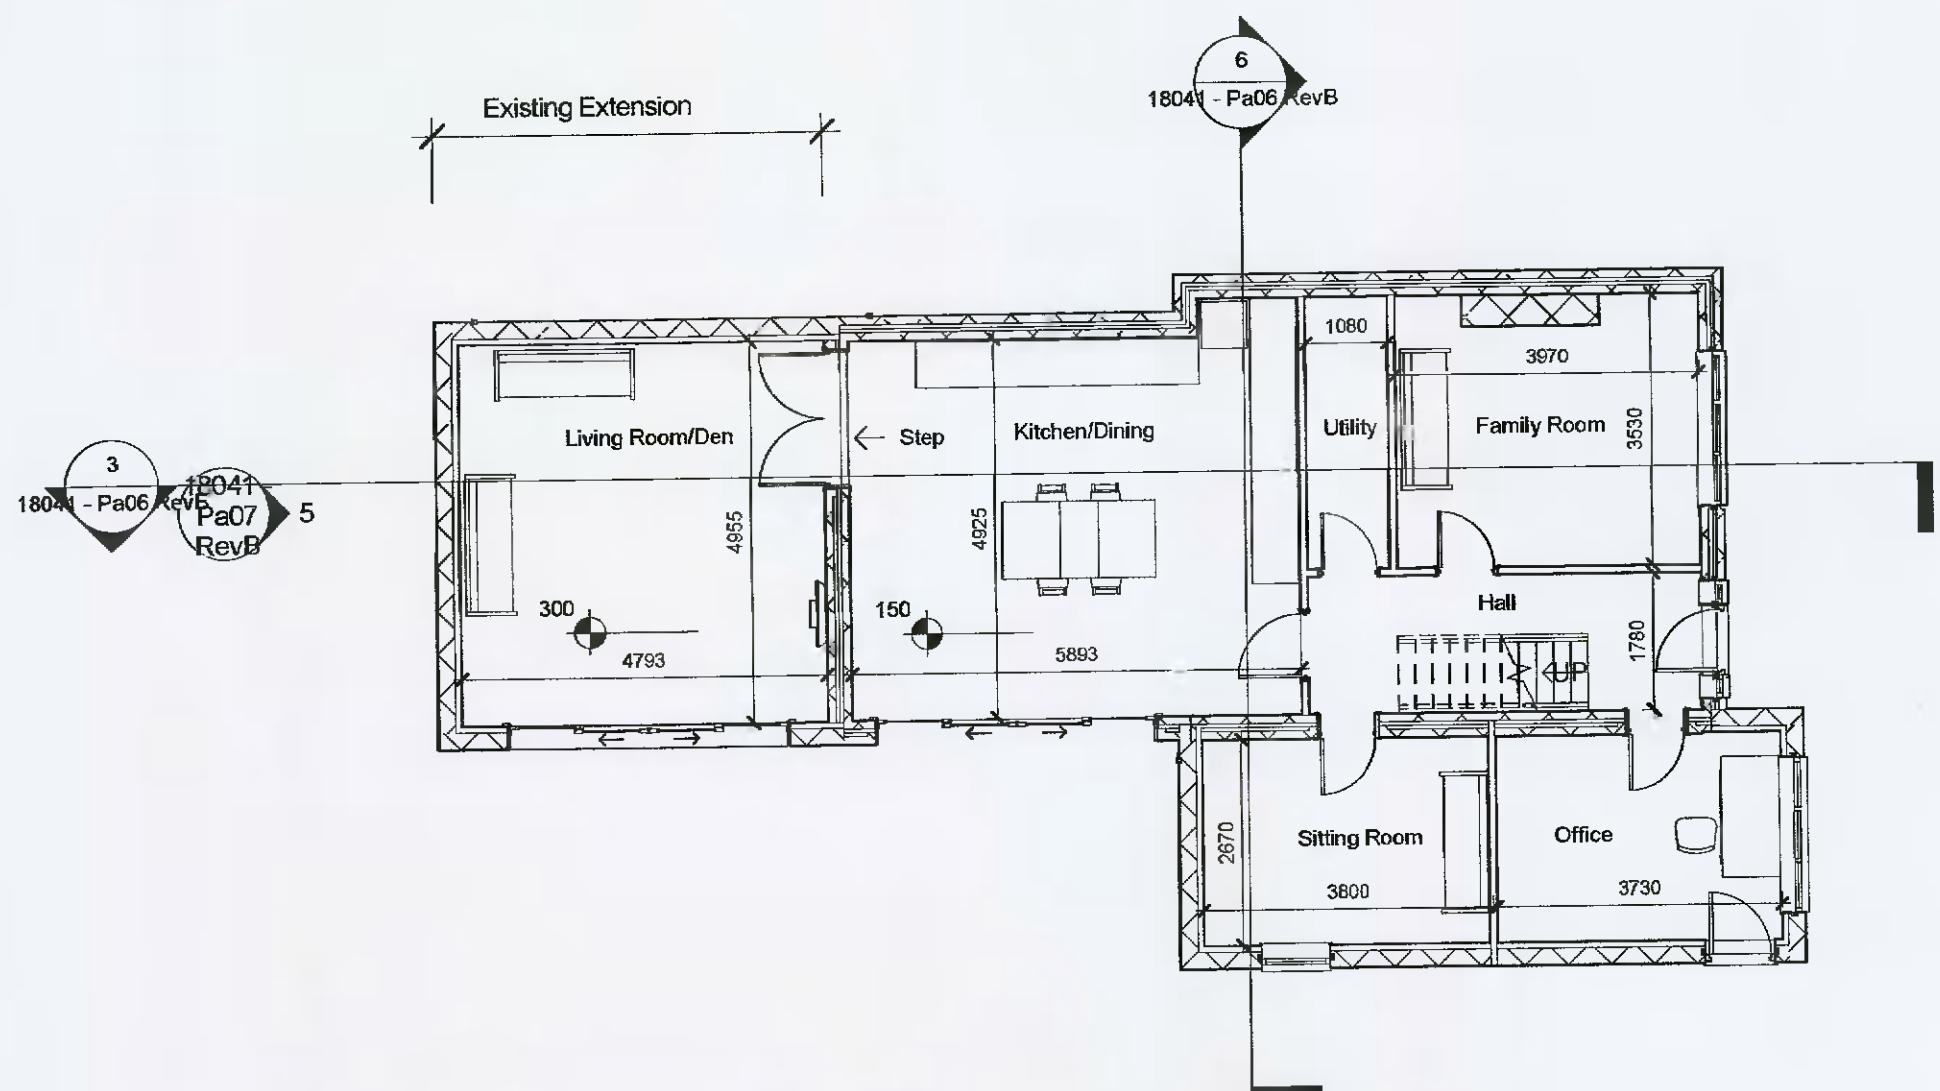 6
18041 - Pa06 RevB
Existing Extension
1080
3970
Living Room/Den
Step
Kitchen/Dining
Utility
Family Room
3530
3
18041 - Pa06
18041
Pa07
RevB
5
4955
4925
300
150
Hall
4793
5893
1780
UP
2670
Sitting Room
Office
3800
3730